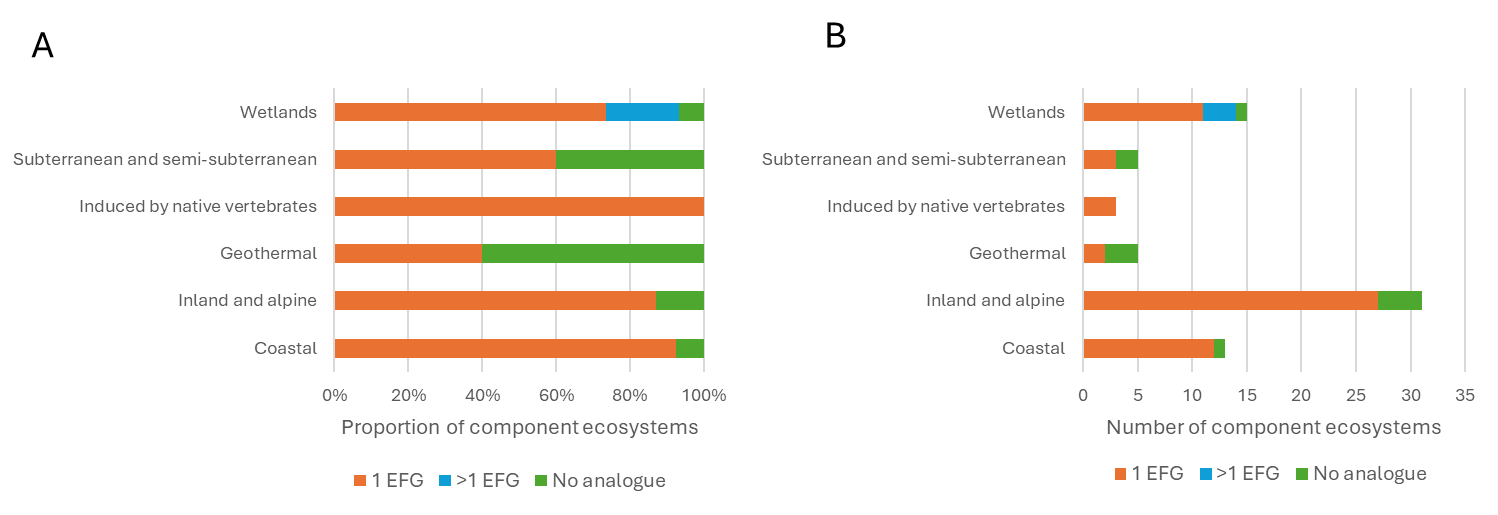 A
Wetlands
Subterranean and semi-subterranean
Induced by native vertebrates
Geothermal
Inland and alpine
Coastal
0% 20% 40% 60% 80% 100%
Proportion of component ecosystems
1 EFG >1 EFG No analogue
B
Wetlands
Subterranean and semi-subterranean
Induced by native vertebrates
Geothermal
Inland and alpine
Coastal
0 5 10 15 20 25 30 35
Number of component ecosystems
1 EFG >1 EFG No analogue